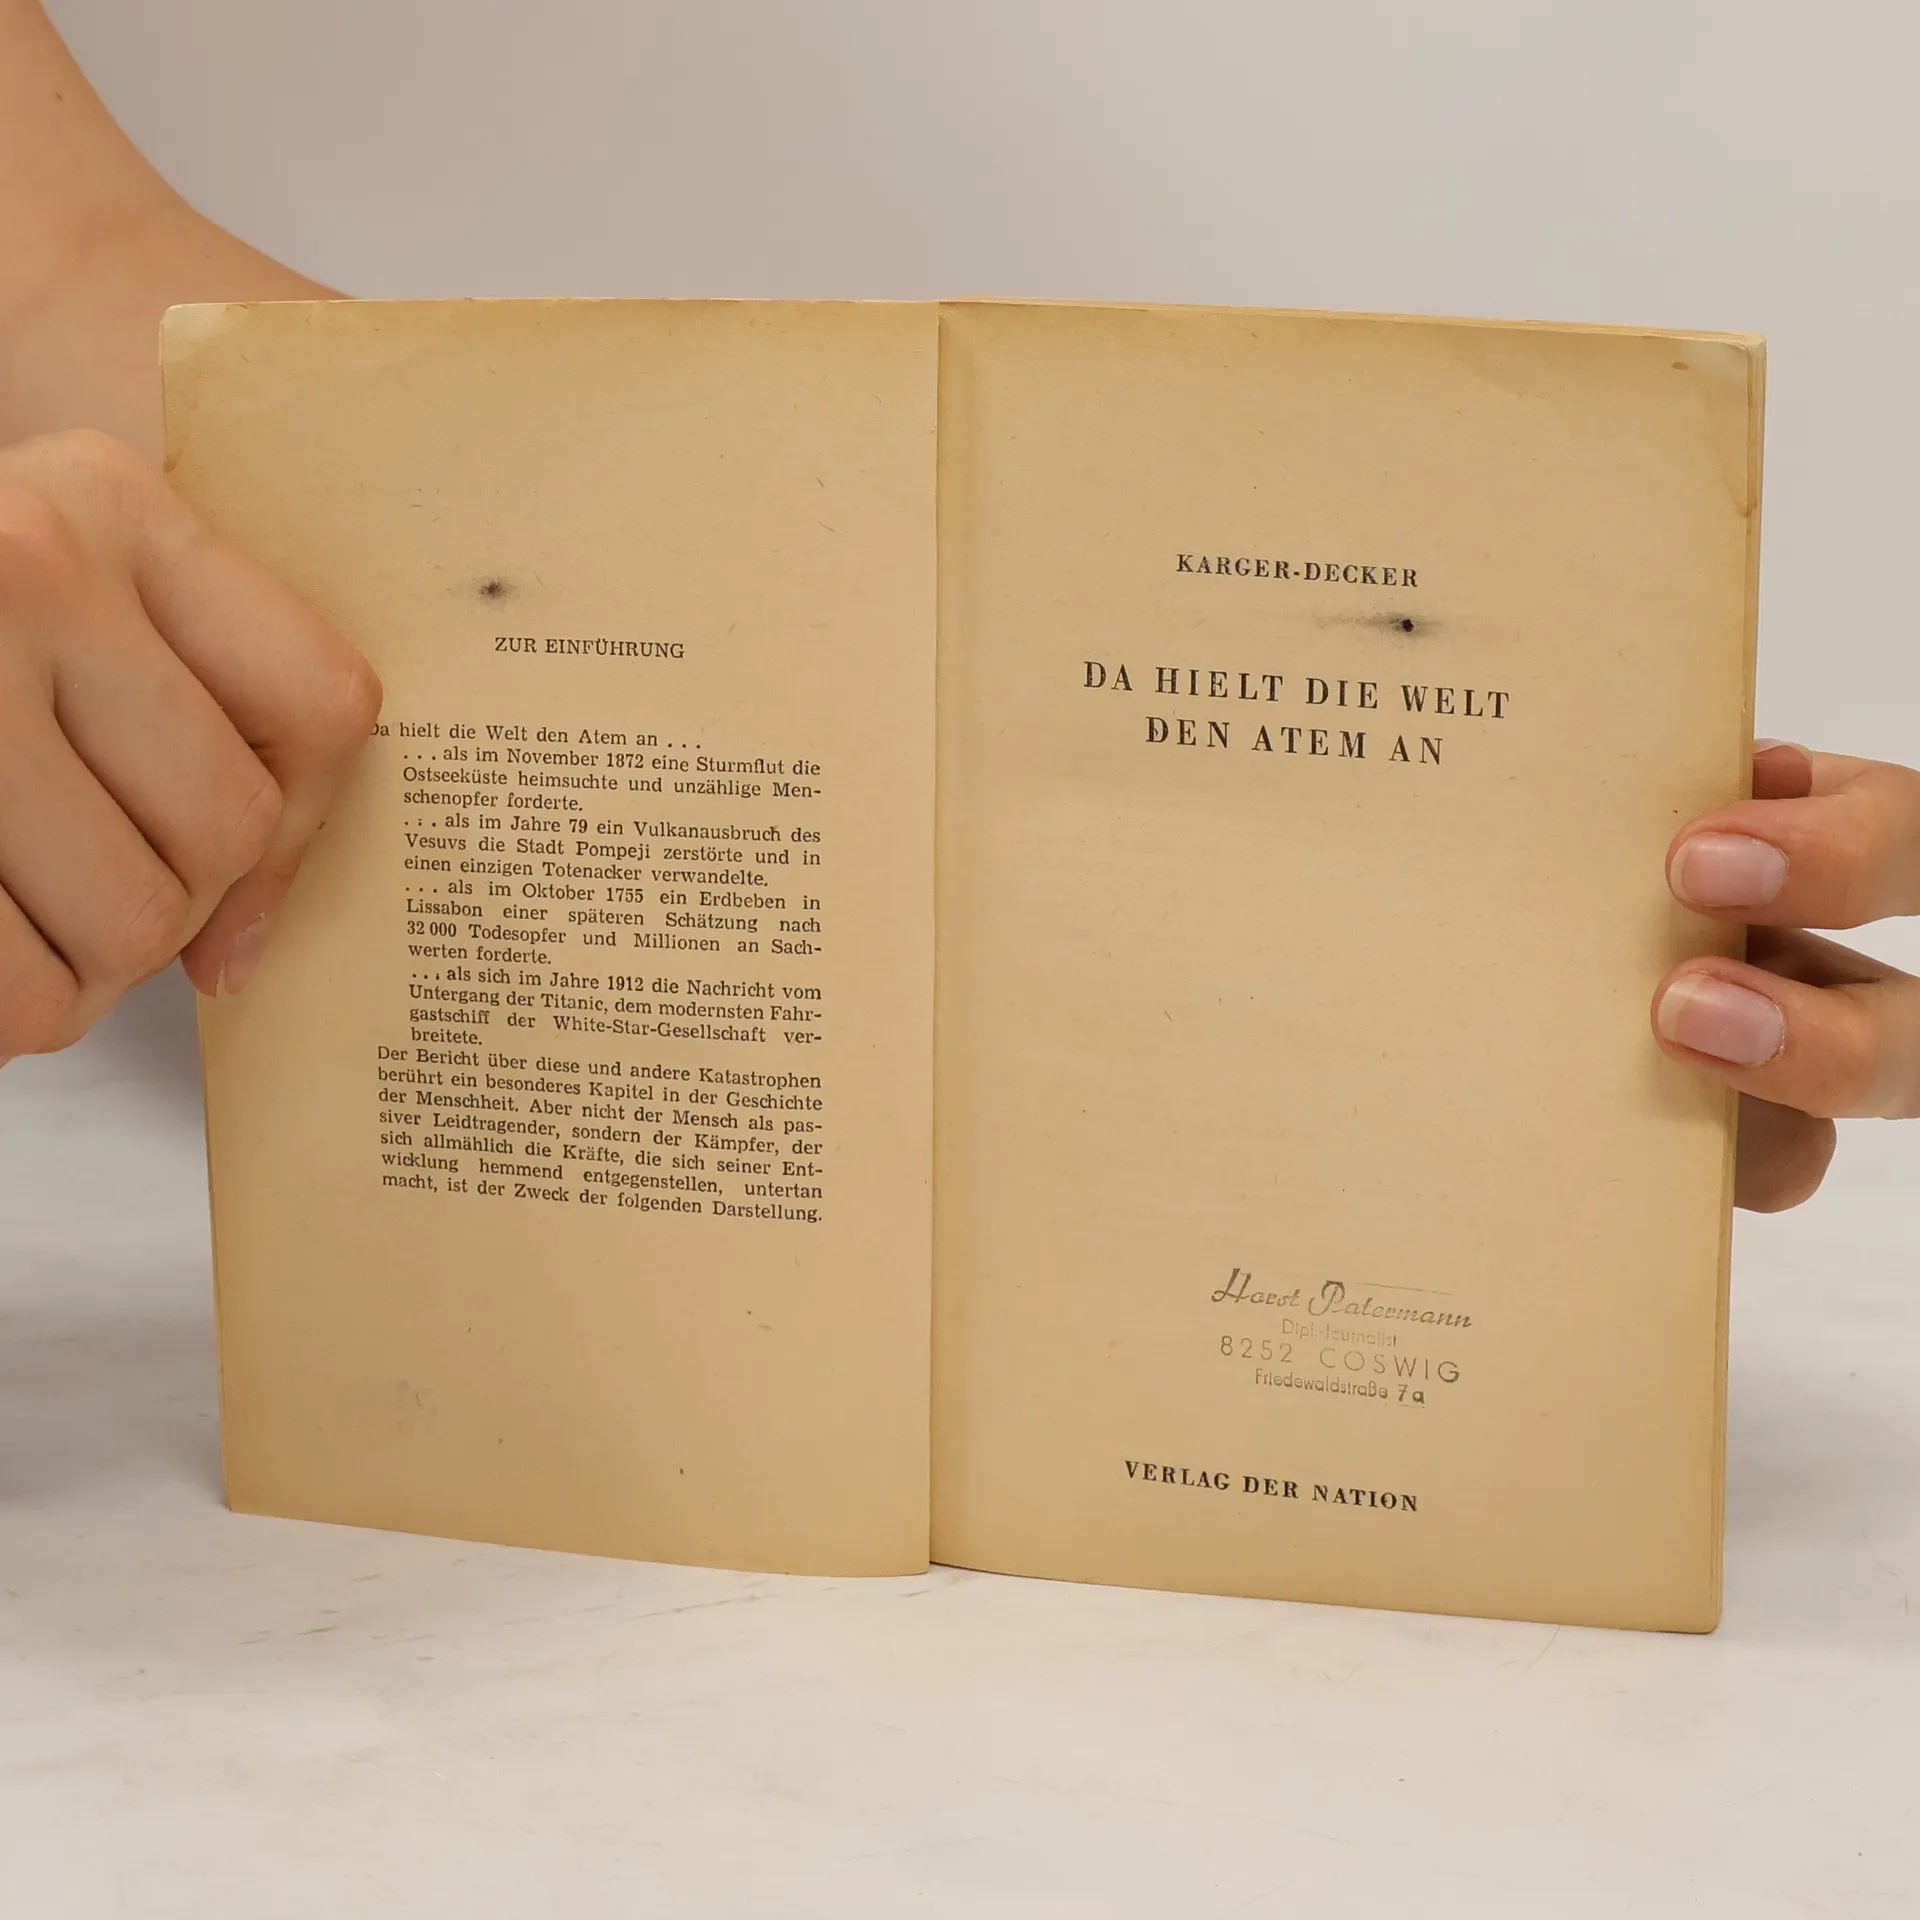 ZUR EINFÜHRUNG
Da hielt die Welt den Atem an . . .
. . . als im November 1872 eine Sturmflut die
Ostseeküste heimsuchte und unzählige Men-
schenopfer forderte.
. . . als im Jahre 79 ein Vulkanausbruch des
Vesuvs die Stadt Pompeji zerstörte und in
einen einzigen Totenacker verwandelte.
. . . als im Oktober 1755 ein Erdbeben in
Lissabon einer späteren Schätzung nach
32 000 Todesopfer und Millionen an Sach-
werten forderte.
. . . als sich im Jahre 1912 die Nachricht vom
Untergang der Titanic, dem modernsten Fahr-
gastschiff der White-Star-Gesellschaft ver-
breitete.
Der Bericht über diese und andere Katastrophen
berührt ein besonderes Kapitel in der Geschichte
der Menschheit. Aber nicht der Mensch als pas-
siver Leidtragender, sondern der Kämpfer, der
sich allmählich die Kräfte, die sich seiner Ent-
wicklung hemmend entgegenstellen, untertan
macht, ist der Zweck der folgenden Darstellung.
KARGER-DECKER
DA HIELT DIE WELT
DEN ATEM AN
Horst Patermann
Dipl.-Journalist
8252 COSWIG
Friedewaldstraße 7a
VERLAG DER NATION